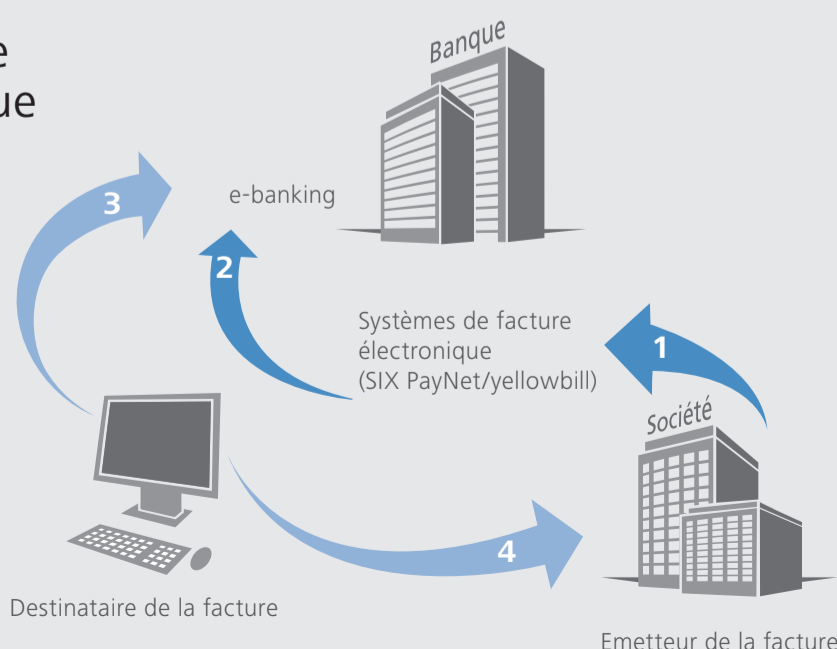 Banque
3
e-banking
2
Systèmes de facture
électronique
(SIX PayNet/yellowbill)
1
Société
4
Destinataire de la facture
Emetteur de la facture